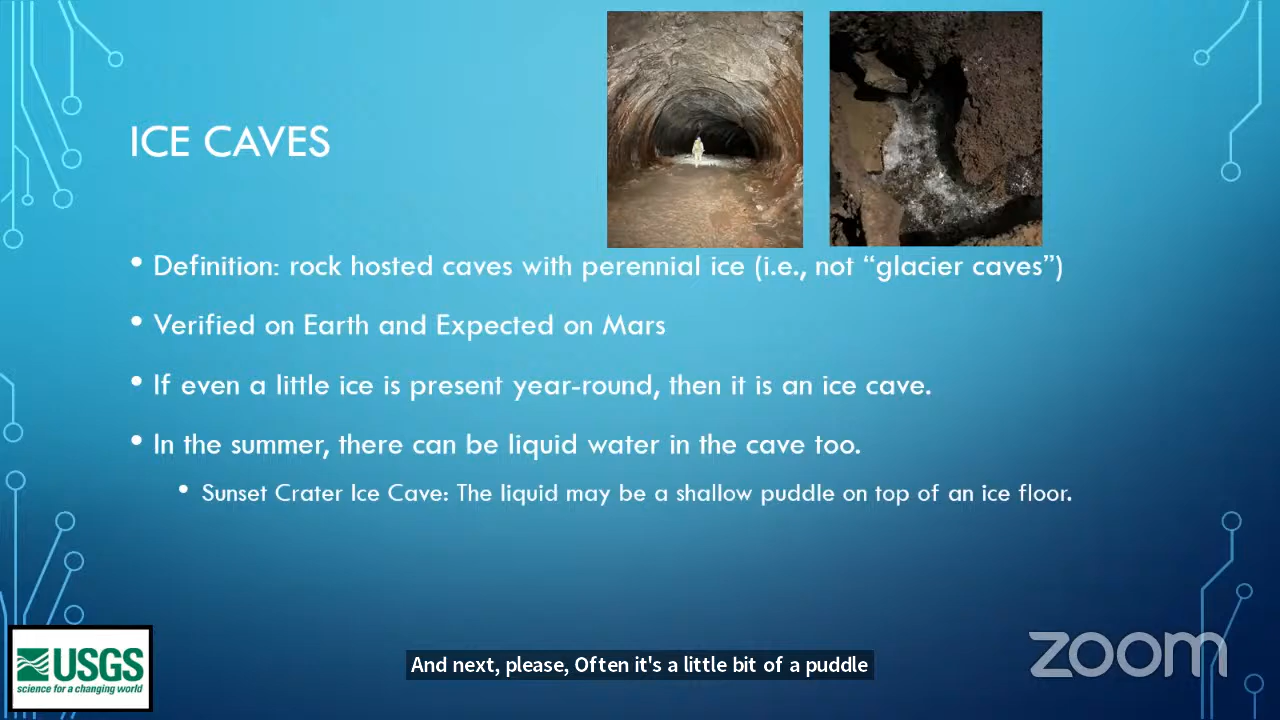 ICE CAVES
• Definition: rock hosted caves with perennial ice (i.e., not “glacier caves”)
• Verified on Earth and Expected on Mars
• If even a little ice is present year-round, then it is an ice cave.
• In the summer, there can be liquid water in the cave too.
• Sunset Crater Ice Cave: The liquid may be a shallow puddle on top of an ice floor.
USGS
science for a changing world
And next, please, Often it's a little bit of a puddle
zoom